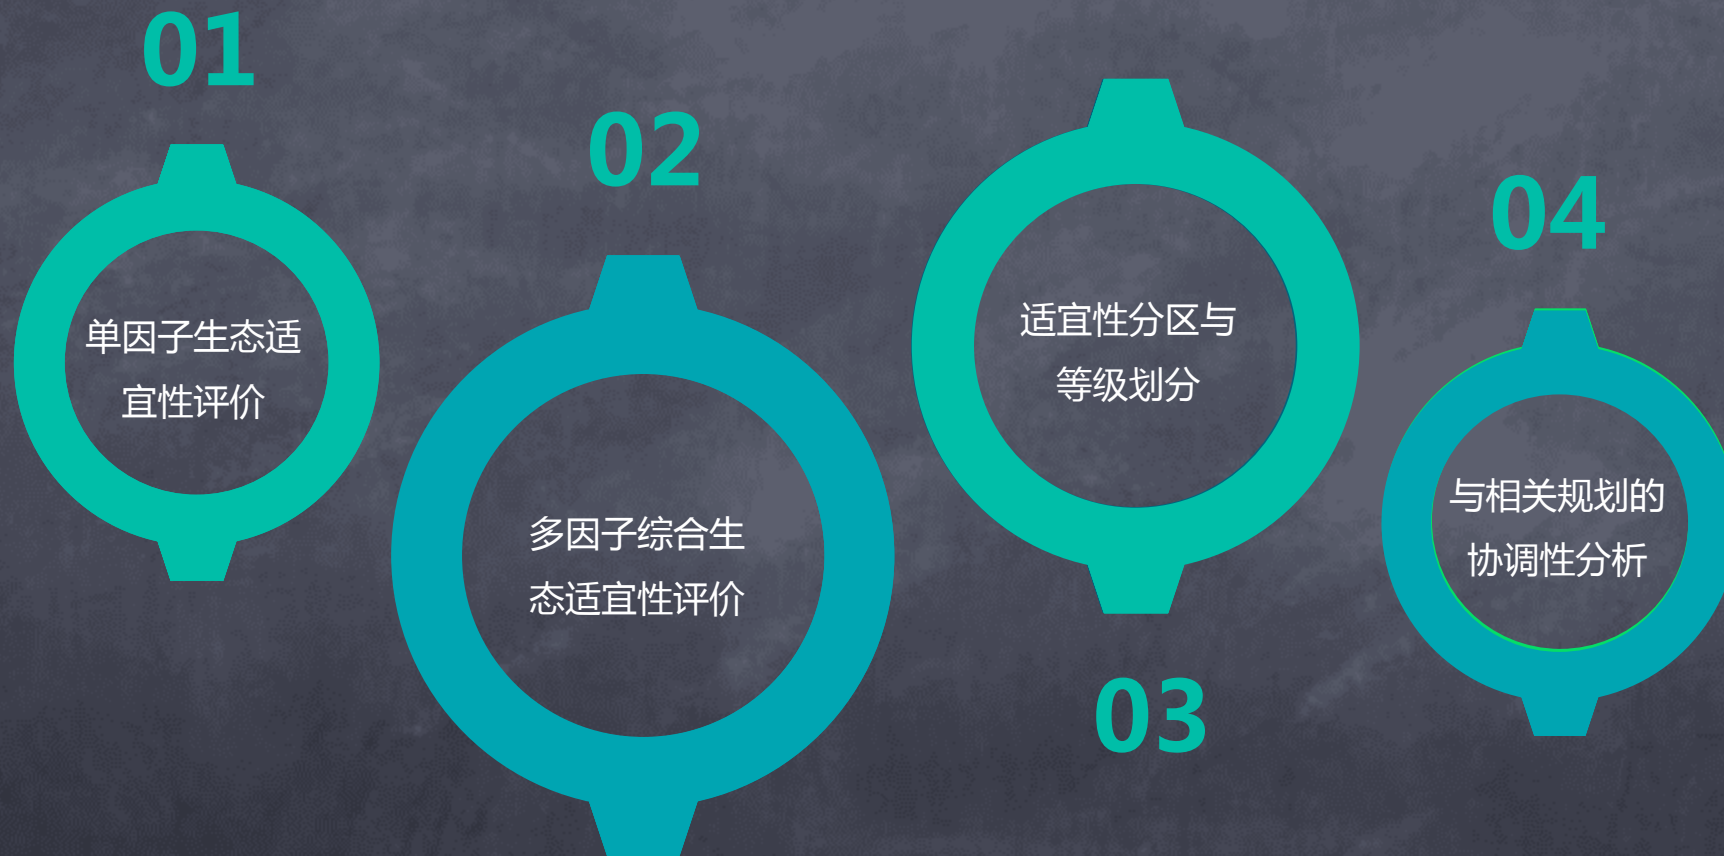 01
单因子生态适
宜性评价
02
多因子综合生
态适宜性评价
适宜性分区与
等级划分
03
04
与相关规划的
协调性分析